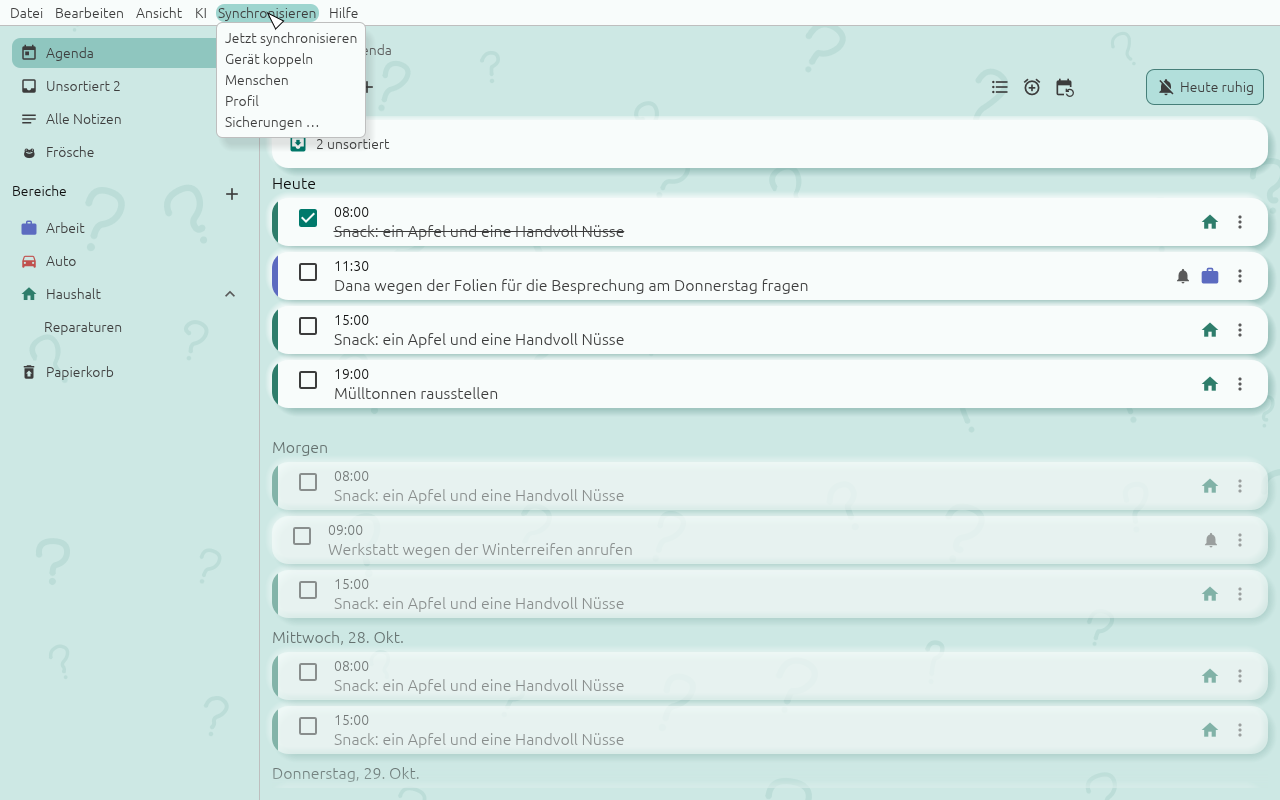 Datei Bearbeiten Ansicht KI Synchronisieren Hilfe
Jetzt synchronisieren
Gerät koppeln
Menschen
Profil
Sicherungen …
Agenda
Unsortiert 2
Alle Notizen
Frösche
Bereiche
Arbeit
Auto
Haushalt
Reparaturen
Papierkorb
Heute ruhig
2 unsortiert
Heute
08:00
Snack: ein Apfel und eine Handvoll Nüsse
11:30
Dana wegen der Folien für die Besprechung am Donnerstag fragen
15:00
Snack: ein Apfel und eine Handvoll Nüsse
19:00
Mülltonnen rausstellen
Morgen
08:00
Snack: ein Apfel und eine Handvoll Nüsse
09:00
Werkstatt wegen der Winterreifen anrufen
15:00
Snack: ein Apfel und eine Handvoll Nüsse
Mittwoch, 28. Okt.
08:00
Snack: ein Apfel und eine Handvoll Nüsse
15:00
Snack: ein Apfel und eine Handvoll Nüsse
Donnerstag, 29. Okt.